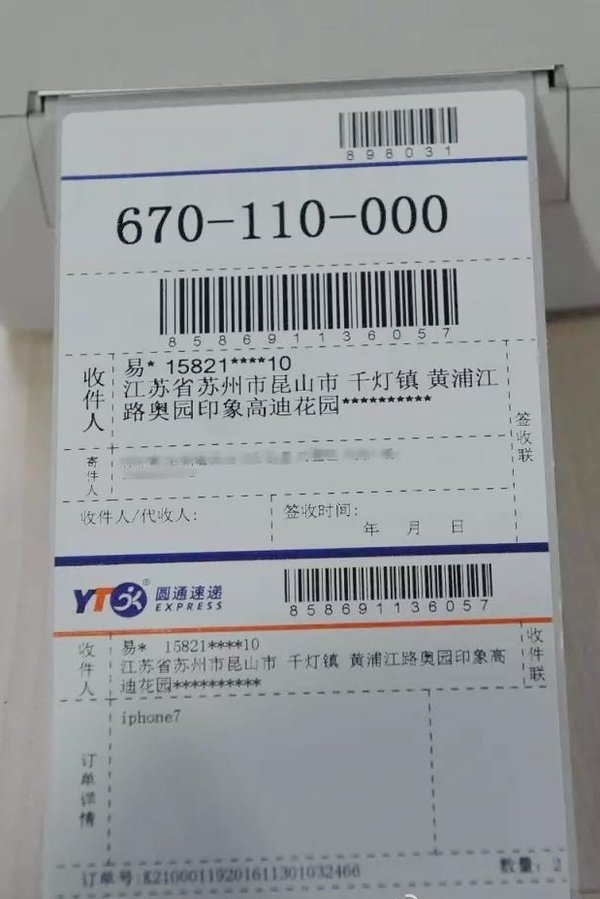 898031
670-110-000
858691136057
收件人
易* 15821****10
江苏省苏州市昆山市 千灯镇 黄浦江
路奥园印象高迪花园**********
签收联
寄件人
收件人/代收人:
签收时间:
年 月 日
YTO® 圆通速递
EXPRESS
858691136057
收件人
易* 15821****10
江苏省苏州市昆山市 千灯镇 黄浦江路奥园印象高
迪花园**********
收件联
订单详情
iphone7
订单号:K21000119201611301032466
数量: 2